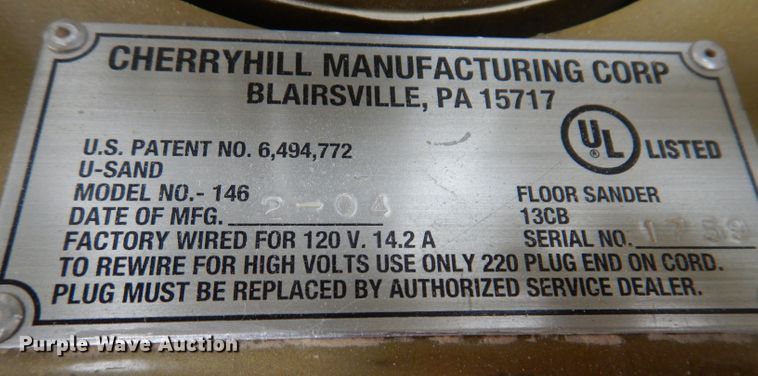 CHERRYHILL MANUFACTURING CORP
BLAIRSVILLE, PA 15717
U.S. PATENT NO. 6,494,772
U-SAND
MODEL NO.- 146
DATE OF MFG. 2-04
FACTORY WIRED FOR 120 V. 14.2 A
UL ® LISTED
FLOOR SANDER
13CB
SERIAL NO. 1759
TO REWIRE FOR HIGH VOLTS USE ONLY 220 PLUG END ON CORD.
PLUG MUST BE REPLACED BY AUTHORIZED SERVICE DEALER.
Purple Wave Auction